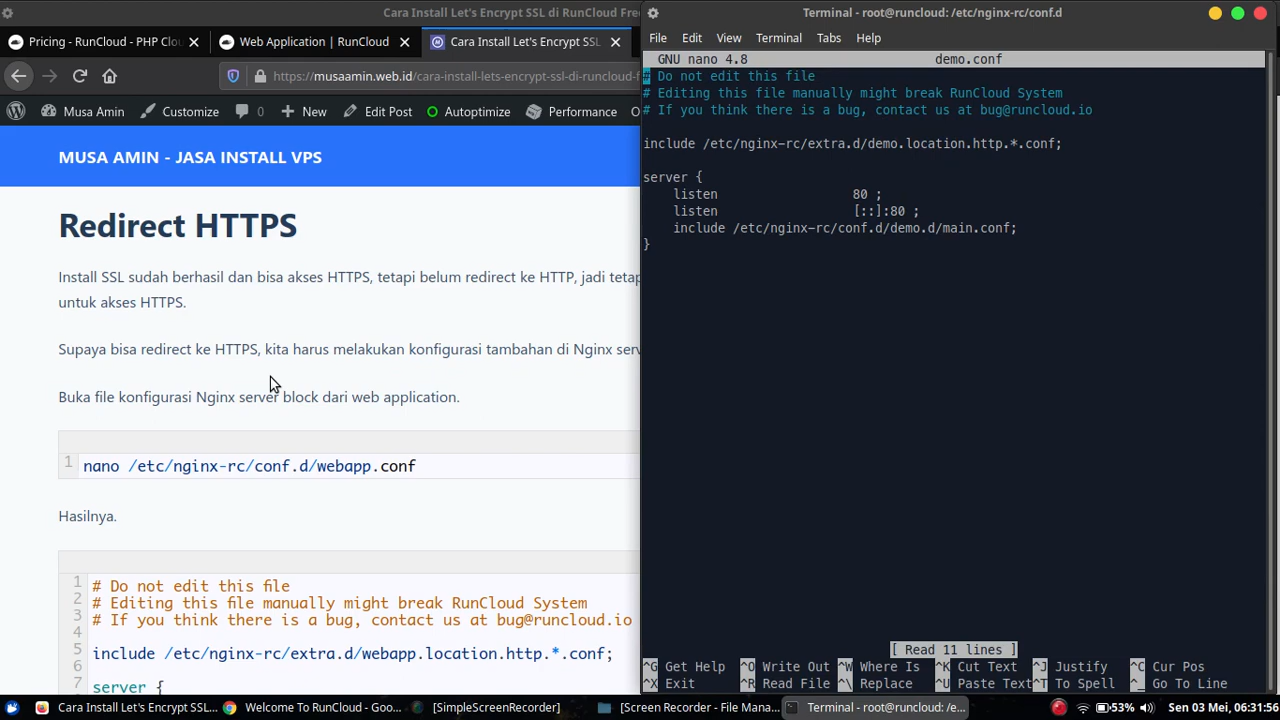 Cara Install Let's Encrypt SSL di RunCloud Free
Pricing - RunCloud - PHP Clou
Web Application | RunCloud
Cara Install Let's Encrypt SSL
https://musaamin.web.id/cara-install-lets-encrypt-ssl-di-runcloud-f
Musa Amin
Customize
0
New
Edit Post
Autoptimize
Performance
MUSA AMIN - JASA INSTALL VPS
Redirect HTTPS
Install SSL sudah berhasil dan bisa akses HTTPS, tetapi belum redirect ke HTTP, jadi tetap
untuk akses HTTPS.
Supaya bisa redirect ke HTTPS, kita harus melakukan konfigurasi tambahan di Nginx serv
Buka file konfigurasi Nginx server block dari web application.
1 nano /etc/nginx-rc/conf.d/webapp.conf
Hasilnya.
1 # Do not edit this file
2 # Editing this file manually might break RunCloud System
3 # If you think there is a bug, contact us at bug@runcloud.io
4
5 include /etc/nginx-rc/extra.d/webapp.location.http.*.conf;
6
7 server {
Terminal - root@runcloud: /etc/nginx-rc/conf.d
File Edit View Terminal Tabs Help
GNU nano 4.8 demo.conf
# Do not edit this file
# Editing this file manually might break RunCloud System
# If you think there is a bug, contact us at bug@runcloud.io
include /etc/nginx-rc/extra.d/demo.location.http.*.conf;
server {
listen 80 ;
listen [::]:80 ;
include /etc/nginx-rc/conf.d/demo.d/main.conf;
}
[ Read 11 lines ]
^G Get Help ^O Write Out ^W Where Is ^K Cut Text ^J Justify ^C Cur Pos
^X Exit ^R Read File ^\ Replace ^U Paste Text ^T To Spell ^_ Go To Line
Cara Install Let's Encrypt SSL...
Welcome To RunCloud - Goo...
[SimpleScreenRecorder]
[Screen Recorder - File Mana...
Terminal - root@runcloud: /e...
53%
Sen 03 Mei, 06:31:56